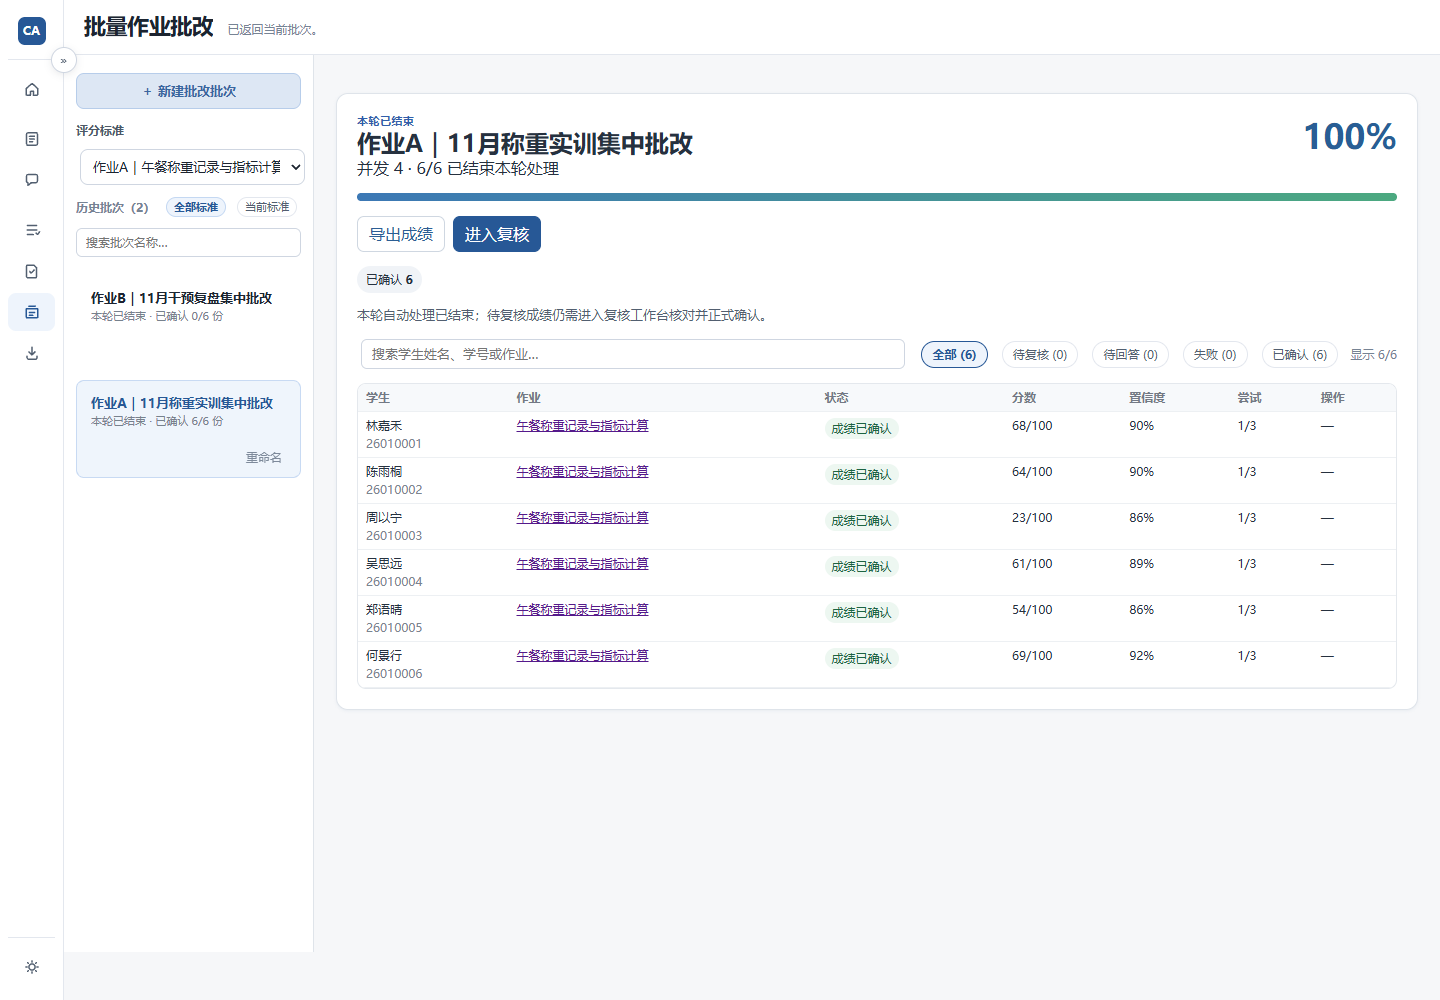 CA
批量作业批改
已返回当前批次。
»
+ 新建批改批次
评分标准
作业A｜午餐称重记录与指标计算
历史批次（2）
全部标准
当前标准
搜索批次名称...
作业B｜11月干预复盘集中批改
本轮已结束 · 已确认 0/6 份
作业A｜11月称重实训集中批改
本轮已结束 · 已确认 6/6 份
重命名
本轮已结束
作业A｜11月称重实训集中批改
并发 4 · 6/6 已结束本轮处理
100%
导出成绩
进入复核
已确认 6
本轮自动处理已结束；待复核成绩仍需进入复核工作台核对并正式确认。
搜索学生姓名、学号或作业...
全部 (6)
待复核 (0)
待回答 (0)
失败 (0)
已确认 (6)
显示 6/6
学生 作业 状态 分数 置信度 尝试 操作
林嘉禾 午餐称重记录与指标计算 成绩已确认 68/100 90% 1/3 —
26010001
陈雨桐 午餐称重记录与指标计算 成绩已确认 64/100 90% 1/3 —
26010002
周以宁 午餐称重记录与指标计算 成绩已确认 23/100 86% 1/3 —
26010003
吴思远 午餐称重记录与指标计算 成绩已确认 61/100 89% 1/3 —
26010004
郑语晴 午餐称重记录与指标计算 成绩已确认 54/100 86% 1/3 —
26010005
何景行 午餐称重记录与指标计算 成绩已确认 69/100 92% 1/3 —
26010006